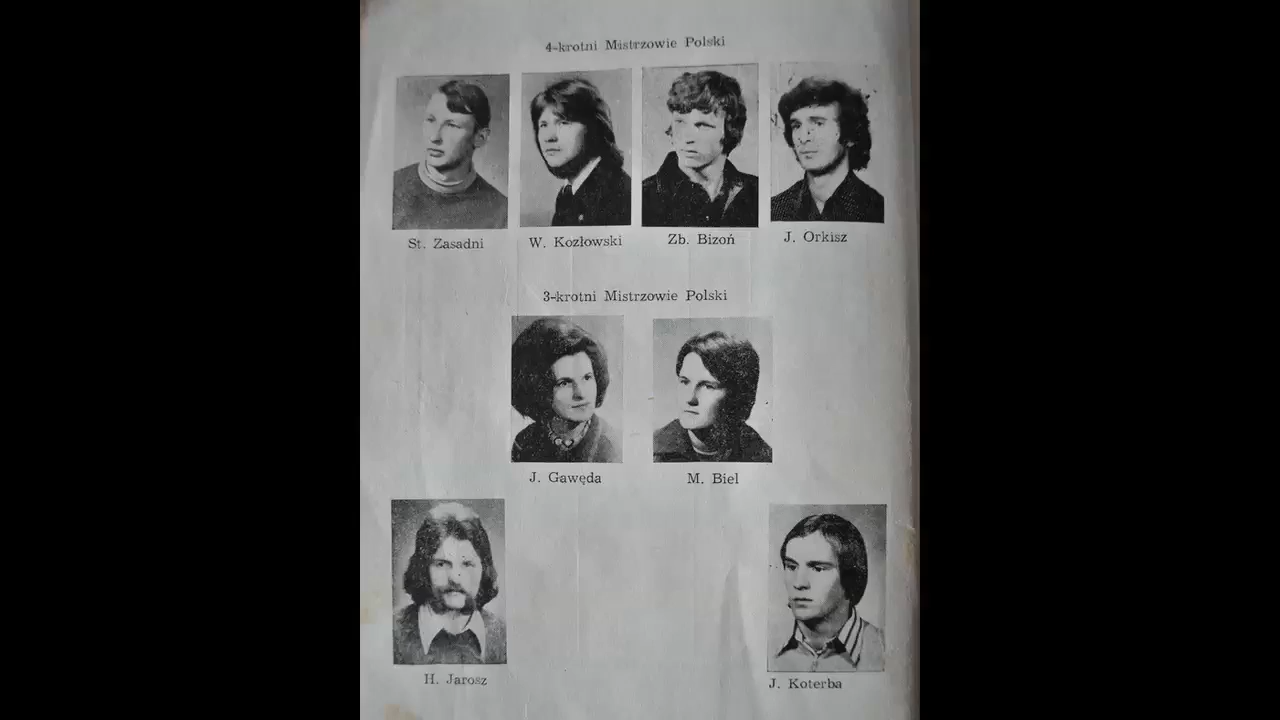 4-krotni Mistrzowie Polski
St. Zasadni W. Kozłowski Zb. Bizoń J. Orkisz
3-krotni Mistrzowie Polski
J. Gawęda M. Biel
H. Jarosz J. Koterba